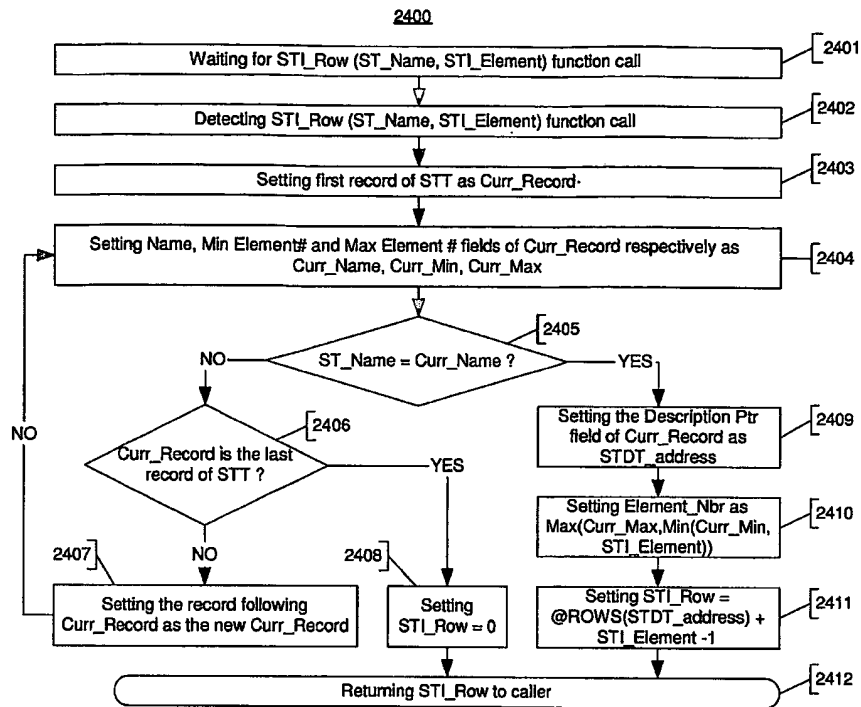 2400
Waiting for STI_Row (ST_Name, STI_Element) function call
2401
Detecting STI_Row (ST_Name, STI_Element) function call
2402
Setting first record of STT as Curr_Record
2403
Setting Name, Min Element# and Max Element # fields of Curr_Record respectively as
Curr_Name, Curr_Min, Curr_Max
2404
ST_Name = Curr_Name ?
2405
NO
YES
Curr_Record is the last
record of STT ?
2406
NO
YES
NO
Setting the Description Ptr
field of Curr_Record as
STDT_address
2409
Setting Element_Nbr as
Max(Curr_Max,Min(Curr_Min,
STI_Element))
2410
2407
Setting the record following
Curr_Record as the new Curr_Record
2408
Setting
STI_Row = 0
Setting STI_Row =
@ROWS(STDT_address) +
STI_Element -1
2411
Returning STI_Row to caller
2412